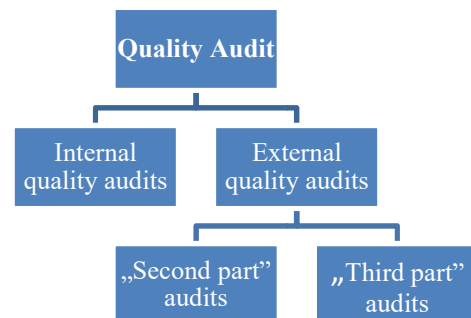 Quality Audit
Internal
quality audits
External
quality audits
„Second part”
audits
„Third part”
audits